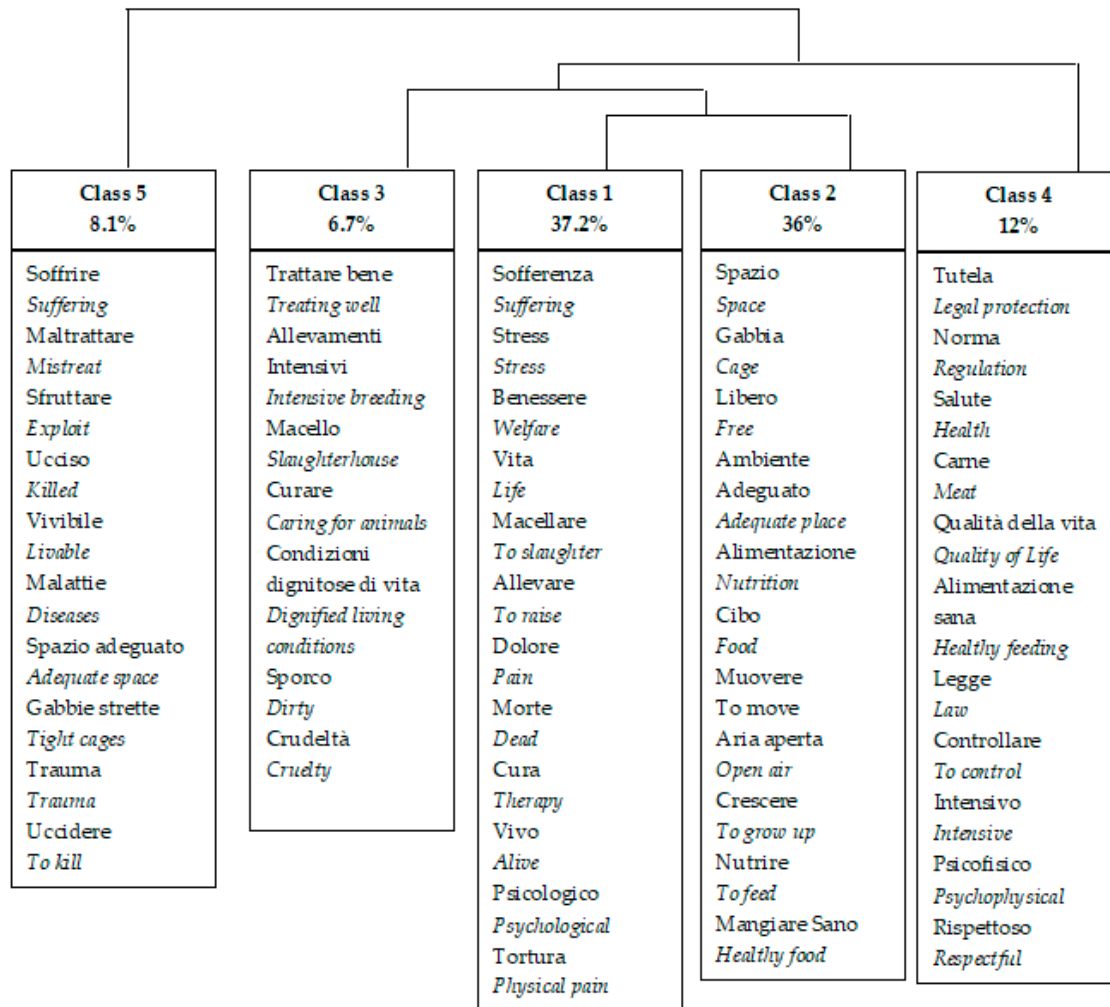 Class 5
8.1%
Soffrire
Suffering
Maltrattare
Mistreat
Sfruttare
Exploit
Ucciso
Killed
Vivibile
Livable
Malattie
Diseases
Spazio adeguato
Adequate space
Gabbie strette
Tight cages
Trauma
Trauma
Uccidere
To kill
Class 3
6.7%
Trattare bene
Treating well
Allevamenti
Intensivi
Intensive breeding
Macello
Slaughterhouse
Curare
Caring for animals
Condizioni
dignitose di vita
Dignified living
conditions
Sporco
Dirty
Crudeltà
Cruelty
Class 1
37.2%
Sofferenza
Suffering
Stress
Stress
Benessere
Welfare
Vita
Life
Macellare
To slaughter
Allevare
To raise
Dolore
Pain
Morte
Dead
Cura
Therapy
Vivo
Alive
Psicologico
Psychological
Tortura
Physical pain
Class 2
36%
Spazio
Space
Gabbia
Cage
Libero
Free
Ambiente
Adeguato
Adequate place
Alimentazione
Nutrition
Cibo
Food
Muovere
To move
Aria aperta
Open air
Crescere
To grow up
Nutrire
To feed
Mangiare Sano
Healthy food
Class 4
12%
Tutela
Legal protection
Norma
Regulation
Salute
Health
Carne
Meat
Qualità della vita
Quality of Life
Alimentazione
sana
Healthy feeding
Legge
Law
Controllare
To control
Intensivo
Intensive
Psicofisico
Psychophysical
Rispettoso
Respectful